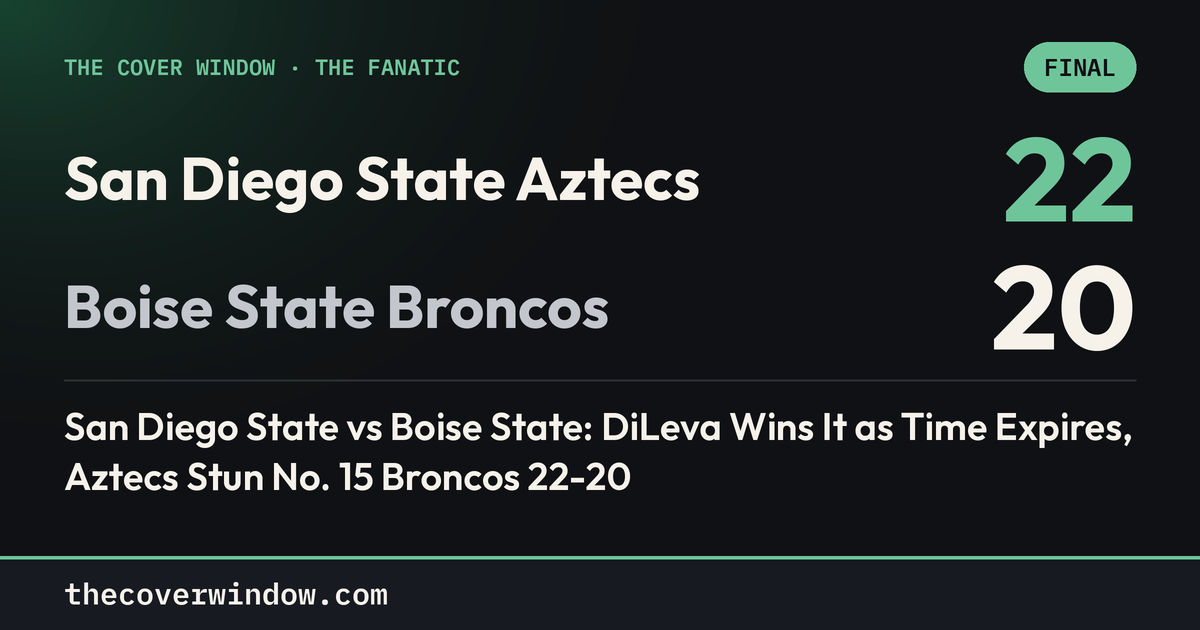 THE COVER WINDOW · THE FANATIC
FINAL
San Diego State Aztecs 22
Boise State Broncos 20
San Diego State vs Boise State: DiLeva Wins It as Time Expires,
Aztecs Stun No. 15 Broncos 22-20
thecoverwindow.com